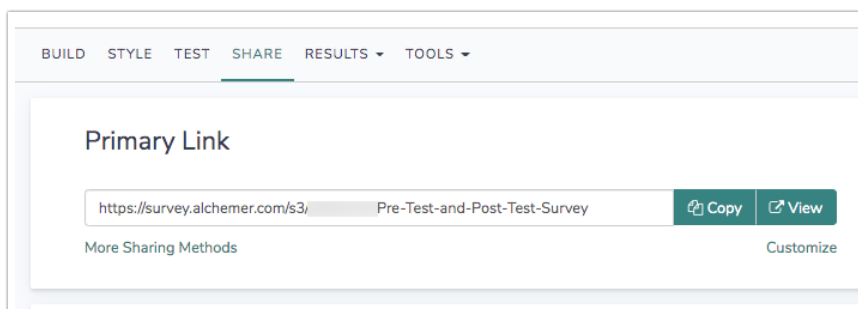 BUILD STYLE TEST SHARE RESULTS TOOLS
Primary Link
https://survey.alchemer.com/s3/ Pre-Test-and-Post-Test-Survey Copy View
More Sharing Methods Customize